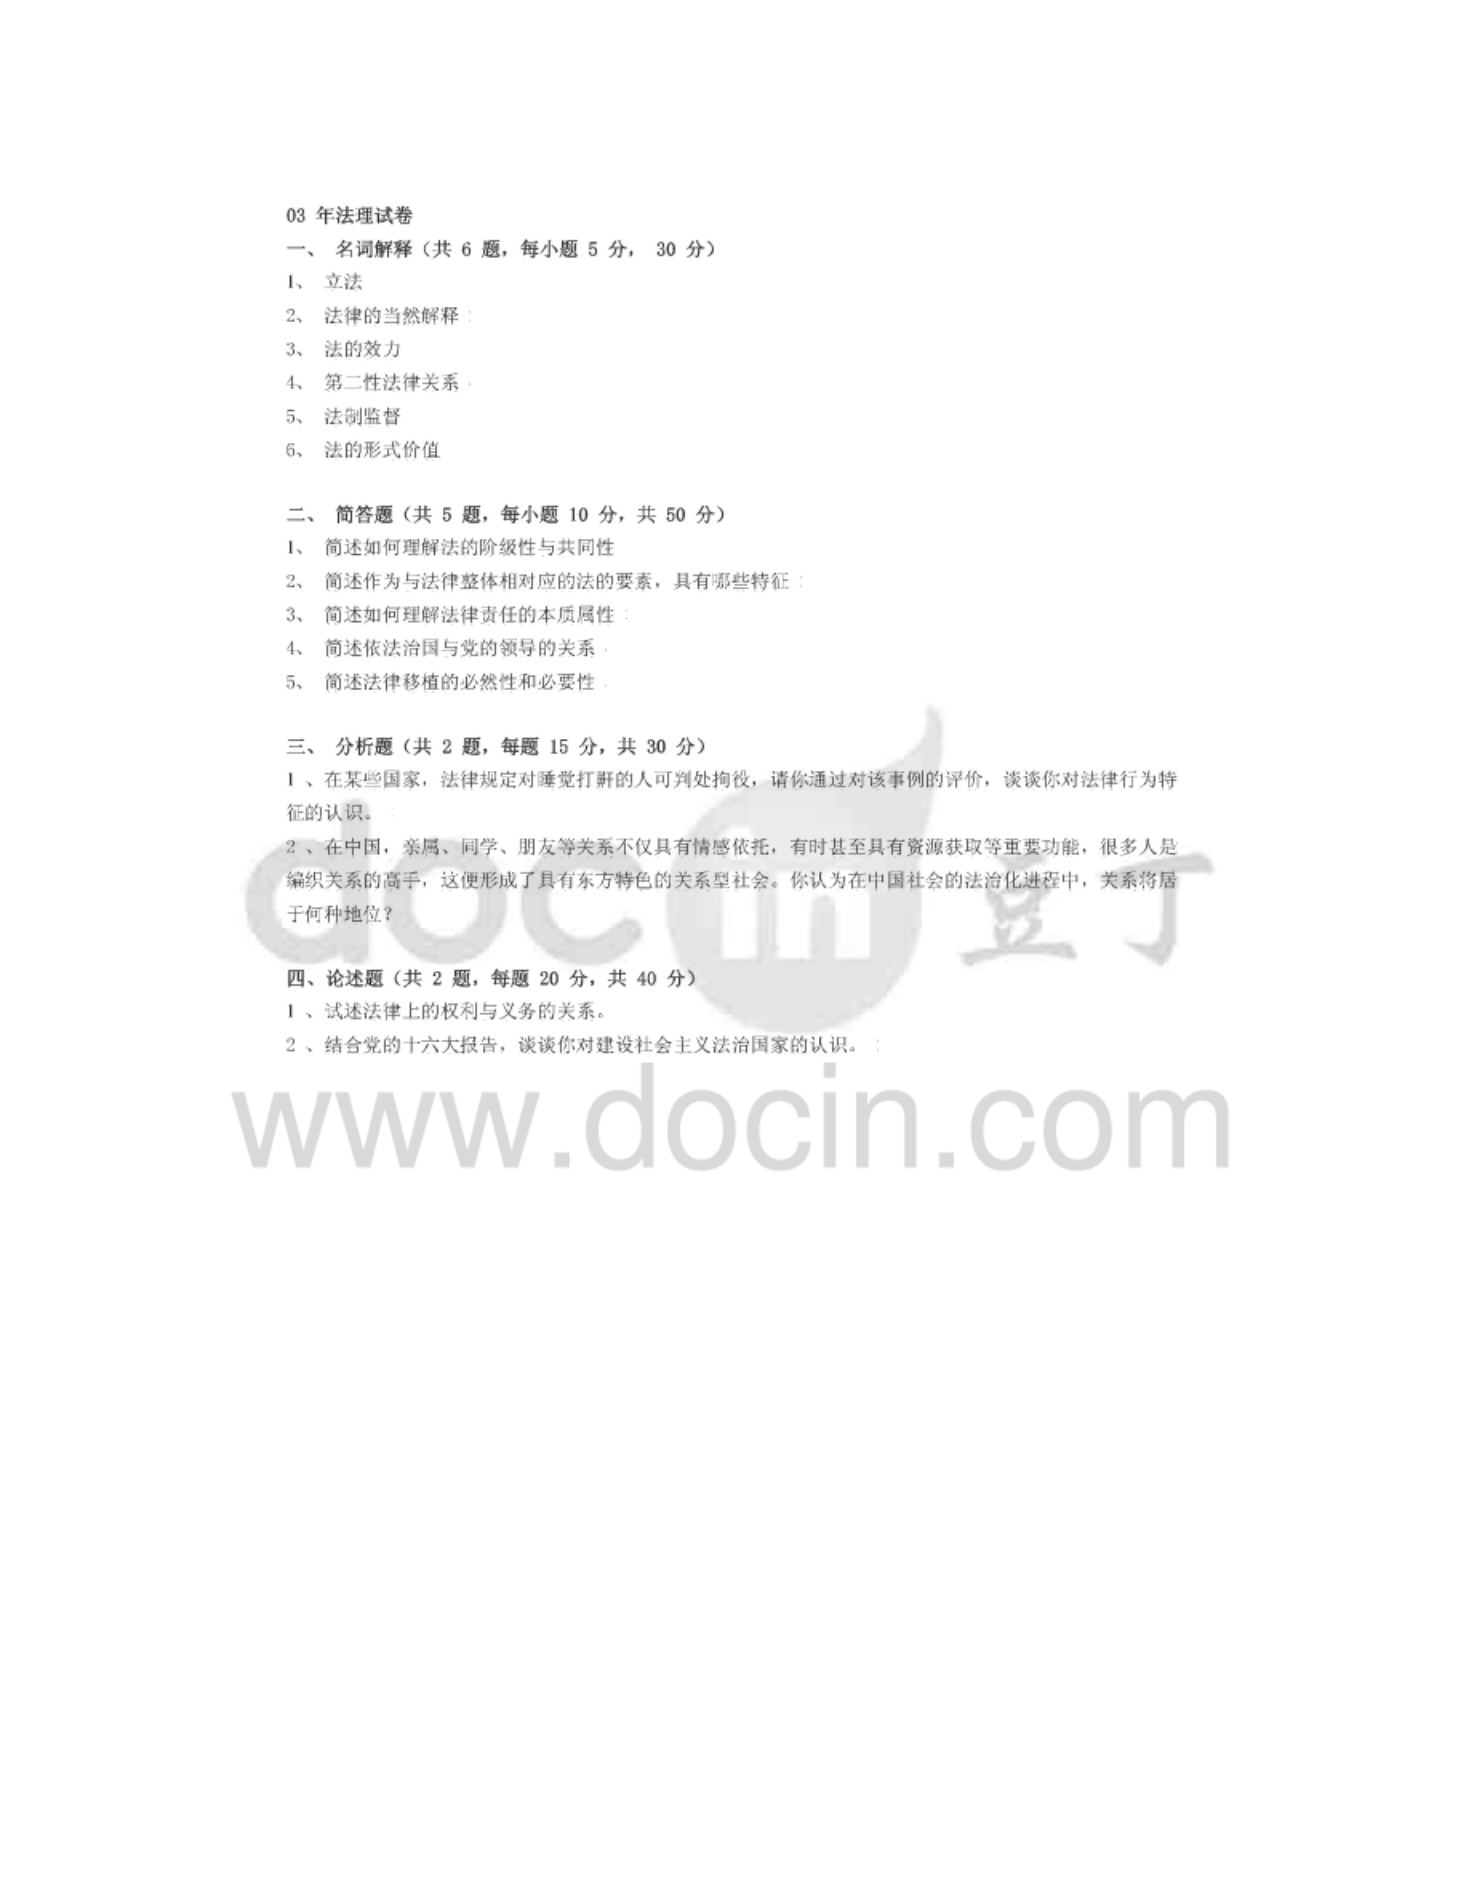 03 年法理试卷
一、 名词解释（共 6 题，每小题 5 分， 30 分）
1、 立法
2、 法律的当然解释
3、 法的效力
4、 第二性法律关系
5、 法制监督
6、 法的形式价值
二、 简答题（共 5 题，每小题 10 分，共 50 分）
1、 简述如何理解法的阶级性与共同性
2、 简述作为与法律整体相对应的法的要素，具有哪些特征
3、 简述如何理解法律责任的本质属性
4、 简述依法治国与党的领导的关系
5、 简述法律移植的必然性和必要性
三、 分析题（共 2 题，每题 15 分，共 30 分）
1 、在某些国家，法律规定对睡觉打鼾的人可判处拘役，请你通过对该事例的评价，谈谈你对法律行为特
征的认识。
2 、在中国，亲属、同学、朋友等关系不仅具有情感依托，有时甚至具有资源获取等重要功能，很多人是
编织关系的高手，这便形成了具有东方特色的关系型社会。你认为在中国社会的法治化进程中，关系将居
于何种地位？
四、论述题（共 2 题，每题 20 分，共 40 分）
1 、试述法律上的权利与义务的关系。
2 、结合党的十六大报告，谈谈你对建设社会主义法治国家的认识。
docin 豆丁
www.docin.com